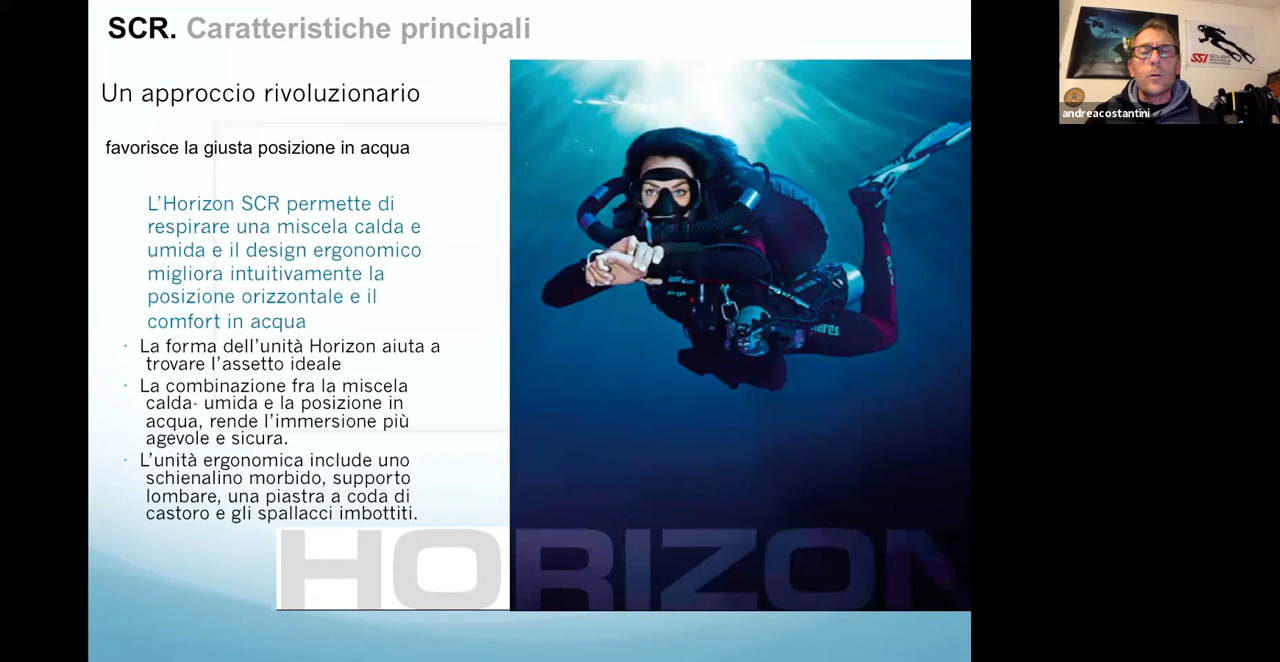 SCR. Caratteristiche principali
Un approccio rivoluzionario
favorisce la giusta posizione in acqua
L'Horizon SCR permette di
respirare una miscela calda e
umida e il design ergonomico
migliora intuitivamente la
posizione orizzontale e il
comfort in acqua
· La forma dell'unità Horizon aiuta a
trovare l'assetto ideale
· La combinazione fra la miscela
calda- umida e la posizione in
acqua, rende l'immersione più
agevole e sicura.
· L'unità ergonomica include uno
schienalino morbido, supporto
lombare, una piastra a coda di
castoro e gli spallacci imbottiti.
HORIZON
SSI
andreacostantini